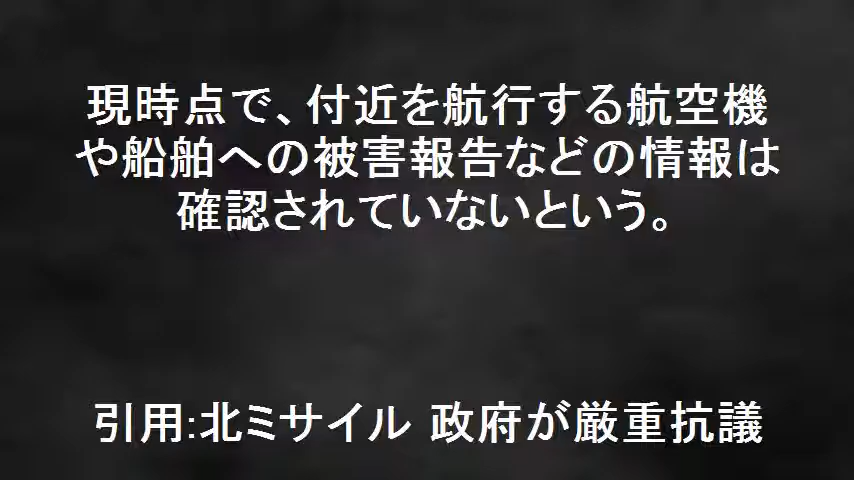 現時点で、付近を航行する航空機
や船舶への被害報告などの情報は
確認されていないという。
引用:北ミサイル 政府が厳重抗議